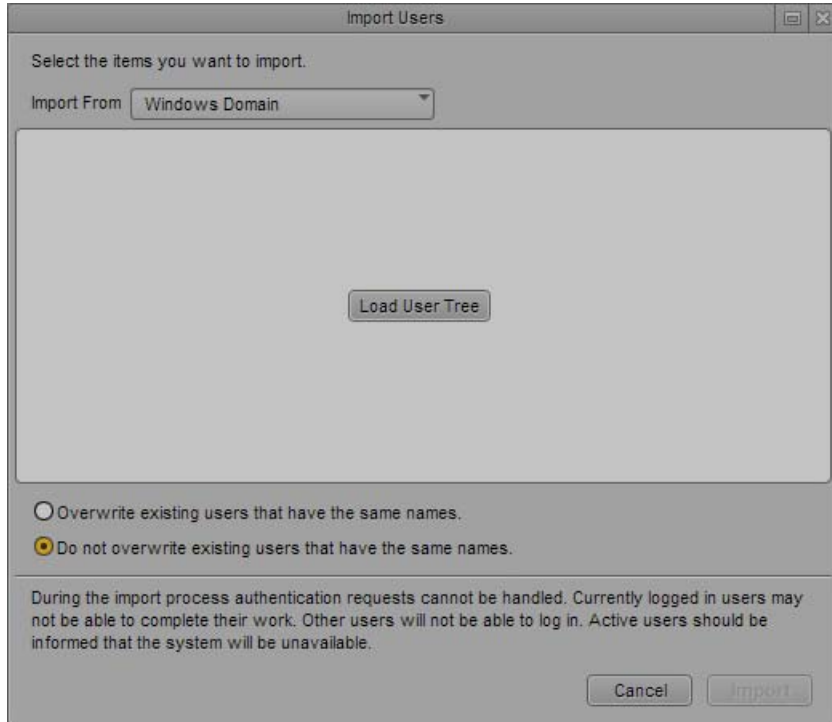 Import Users
Select the items you want to import.
Import From Windows Domain
Load User Tree
Overwrite existing users that have the same names.
Do not overwrite existing users that have the same names.
During the import process authentication requests cannot be handled. Currently logged in users may
not be able to complete their work. Other users will not be able to log in. Active users should be
informed that the system will be unavailable.
Cancel Import